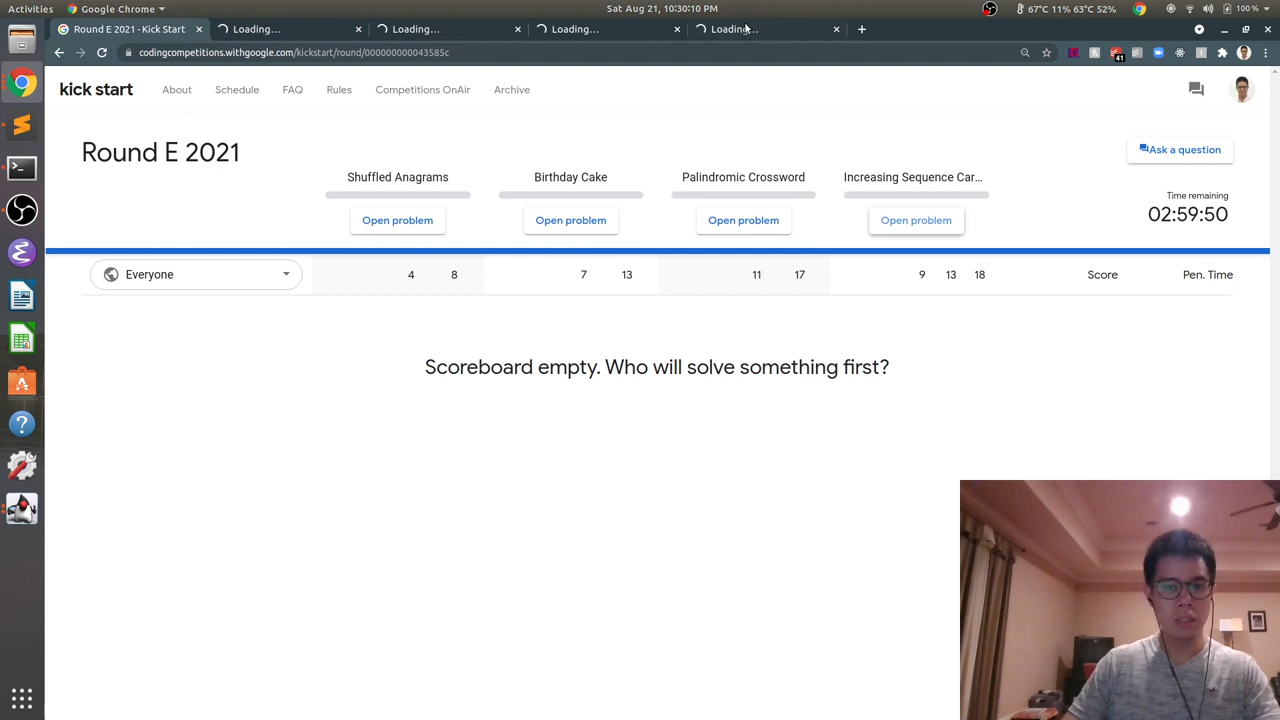 Activities
Google Chrome
Sat Aug 21, 10:30:10 PM
67°C 11% 63°C 52%
100 %
Round E 2021 - Kick Start
Loading...
Loading...
Loading...
Loading...
codingcompetitions.withgoogle.com/kickstart/round/000000000043585c
41
kick start
About
Schedule
FAQ
Rules
Competitions OnAir
Archive
Round E 2021
Ask a question
Shuffled Anagrams
Birthday Cake
Palindromic Crossword
Increasing Sequence Car...
Time remaining
02:59:50
Open problem
Open problem
Open problem
Open problem
Everyone
4 8
7 13
11 17
9 13 18
Score
Pen. Time
Scoreboard empty. Who will solve something first?